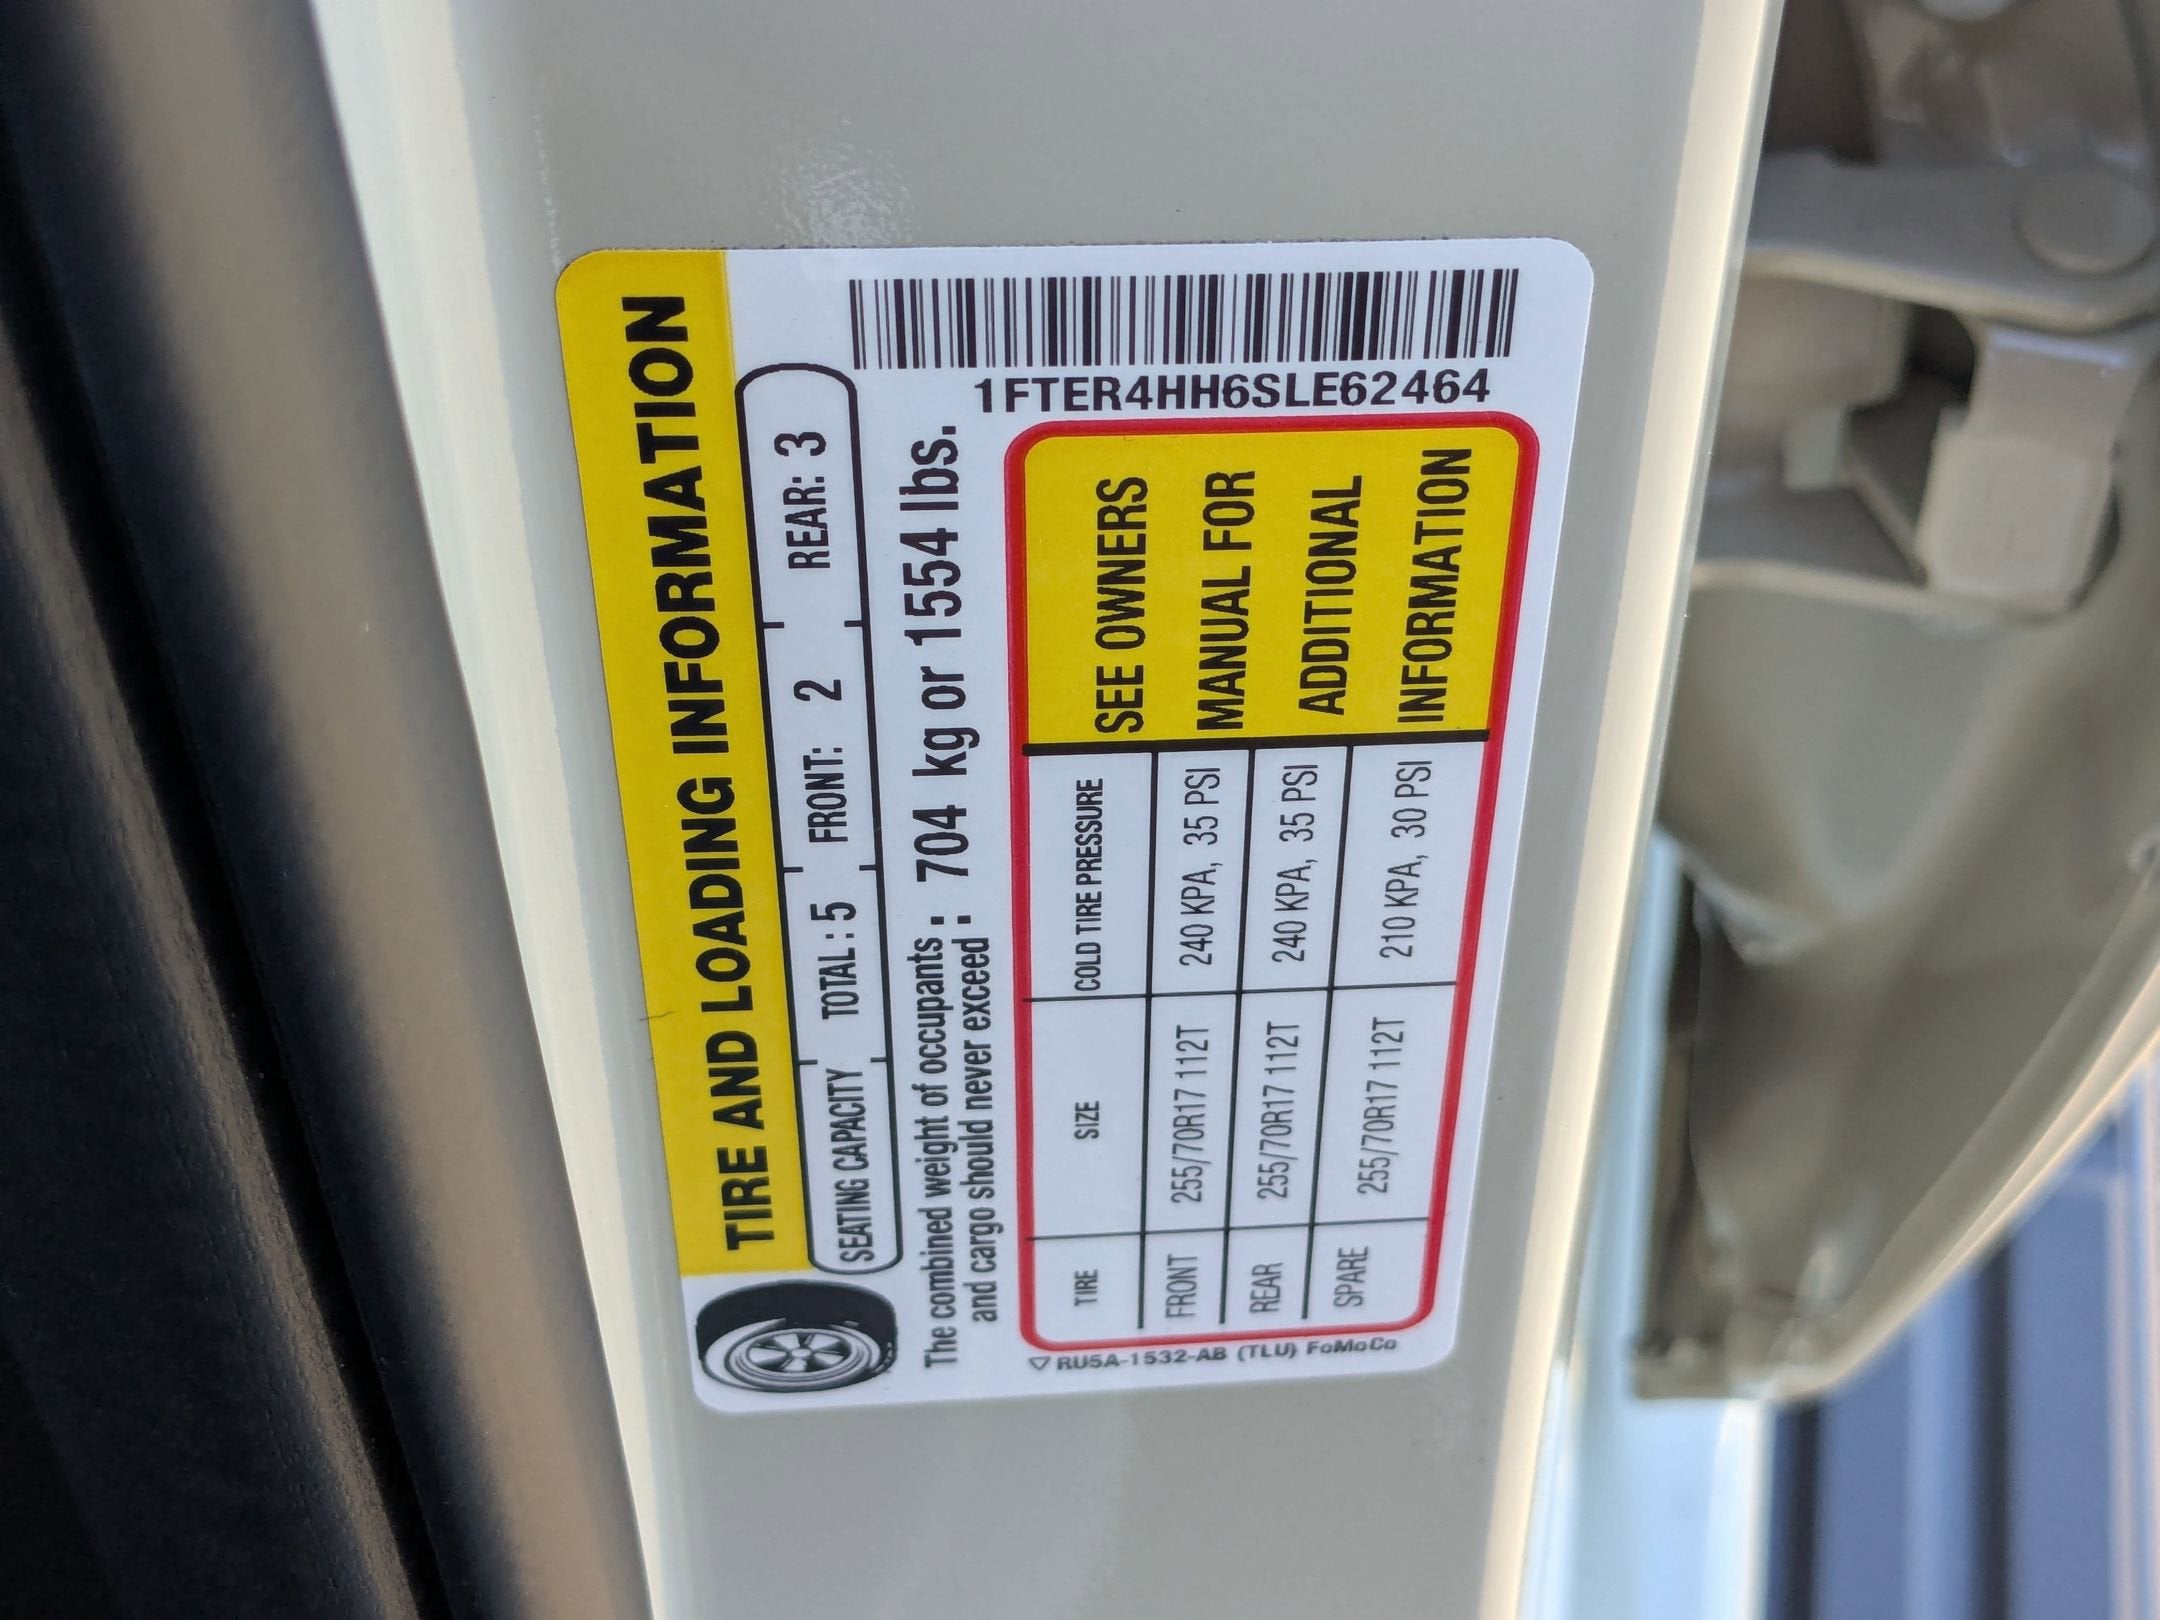 TIRE AND LOADING INFORMATION
SEATING CAPACITY TOTAL : 5 FRONT: 2 REAR: 3
The combined weight of occupants :
and cargo should never exceed : 704 kg or 1554 lbs.
TIRE SIZE COLD TIRE PRESSURE
FRONT 255/70R17 112T 240 KPA, 35 PSI
REAR 255/70R17 112T 240 KPA, 35 PSI
SPARE 255/70R17 112T 210 KPA, 30 PSI
SEE OWNERS
MANUAL FOR
ADDITIONAL
INFORMATION
1FTER4HH6SLE62464
RU5A-1532-AB (TLU) FoMoCo